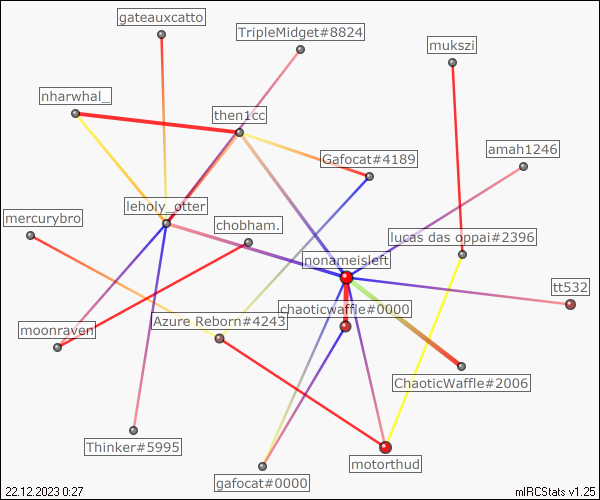 gateauxcatto
TripleMidget#8824
mukszi
nharwhal_
then1cc
Gafocat#4189
amah1246
leholy_otter
mercurybro
chobham.
lucas das oppai#2396
nonameisleft
tt532
chaoticwaffle#0000
Azure Reborn#4243
moonraven
ChaoticWaffle#2006
Thinker#5995
motorthud
gafocat#0000
22.12.2023 0:27
mIRCStats v1.25